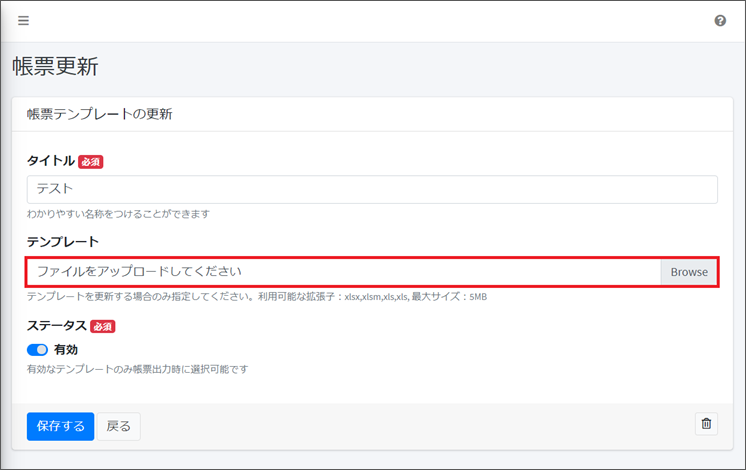 帳票更新
帳票テンプレートの更新
タイトル 必須
テスト
わかりやすい名称をつけることができます
テンプレート
ファイルをアップロードしてください Browse
テンプレートを更新する場合のみ指定してください。利用可能な拡張子：xlsx,xlsm,xls,xls, 最大サイズ：5MB
ステータス 必須
有効
有効なテンプレートのみ帳票出力時に選択可能です
保存する 戻る